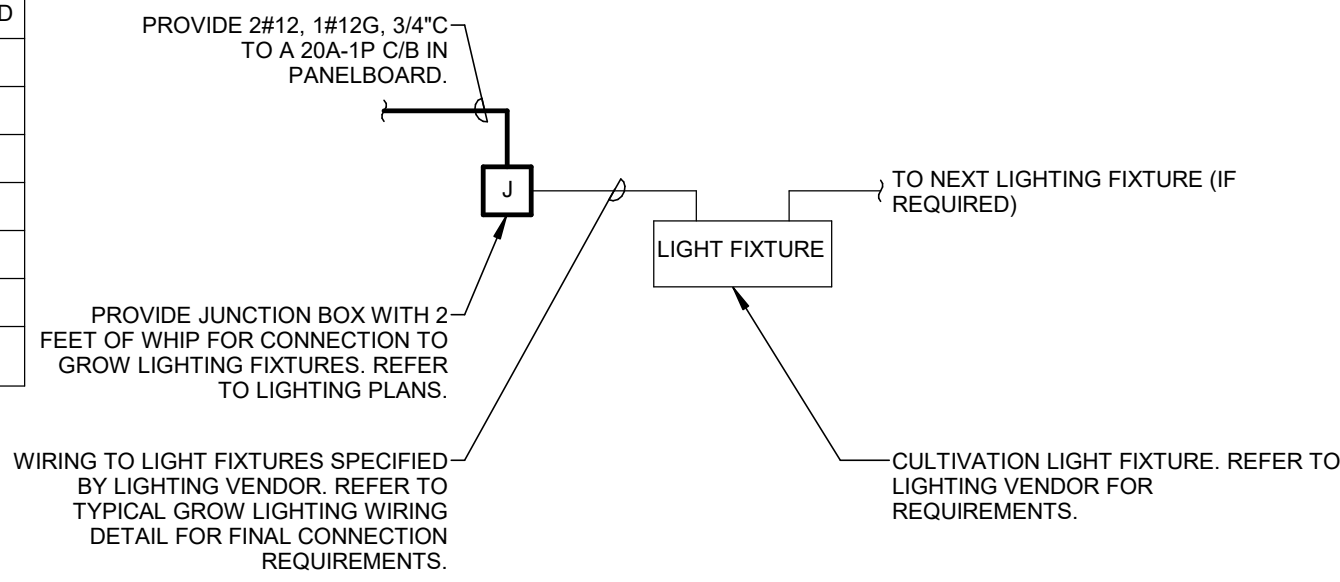 D
PROVIDE 2#12, 1#12G, 3/4"C
TO A 20A-1P C/B IN
PANELBOARD.
J
TO NEXT LIGHTING FIXTURE (IF
REQUIRED)
LIGHT FIXTURE
PROVIDE JUNCTION BOX WITH 2
FEET OF WHIP FOR CONNECTION TO
GROW LIGHTING FIXTURES. REFER
TO LIGHTING PLANS.
WIRING TO LIGHT FIXTURES SPECIFIED
BY LIGHTING VENDOR. REFER TO
TYPICAL GROW LIGHTING WIRING
DETAIL FOR FINAL CONNECTION
REQUIREMENTS.
CULTIVATION LIGHT FIXTURE. REFER TO
LIGHTING VENDOR FOR
REQUIREMENTS.